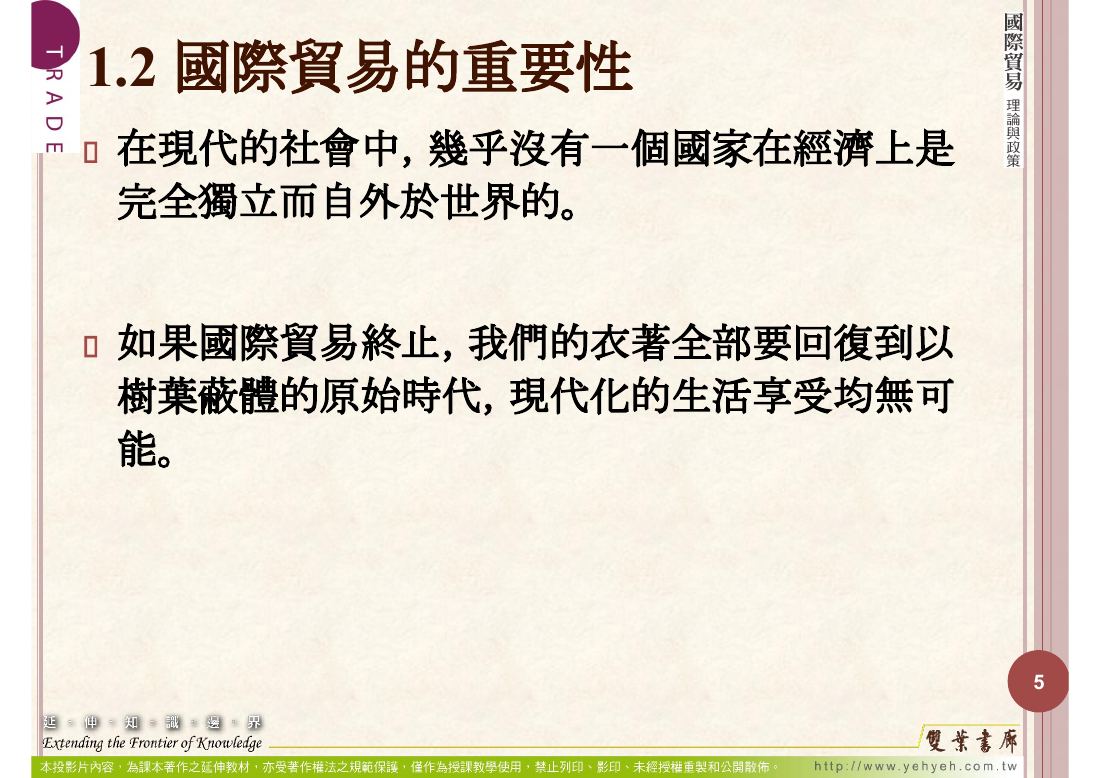 TRADE
1.2 國際貿易的重要性
國際貿易 理論與政策
▯ 在現代的社會中, 幾乎沒有一個國家在經濟上是
完全獨立而自外於世界的。
▯ 如果國際貿易終止, 我們的衣著全部要回復到以
樹葉蔽體的原始時代, 現代化的生活享受均無可
能。
5
延。伸。知。識。邊。界
Extending the Frontier of Knowledge
雙葉書廊
本投影片內容,為課本著作之延伸教材,亦受著作權法之規範保護,僅作為授課教學使用,禁止列印、影印、未經授權重製和公開散佈。
http://www.yehyeh.com.tw